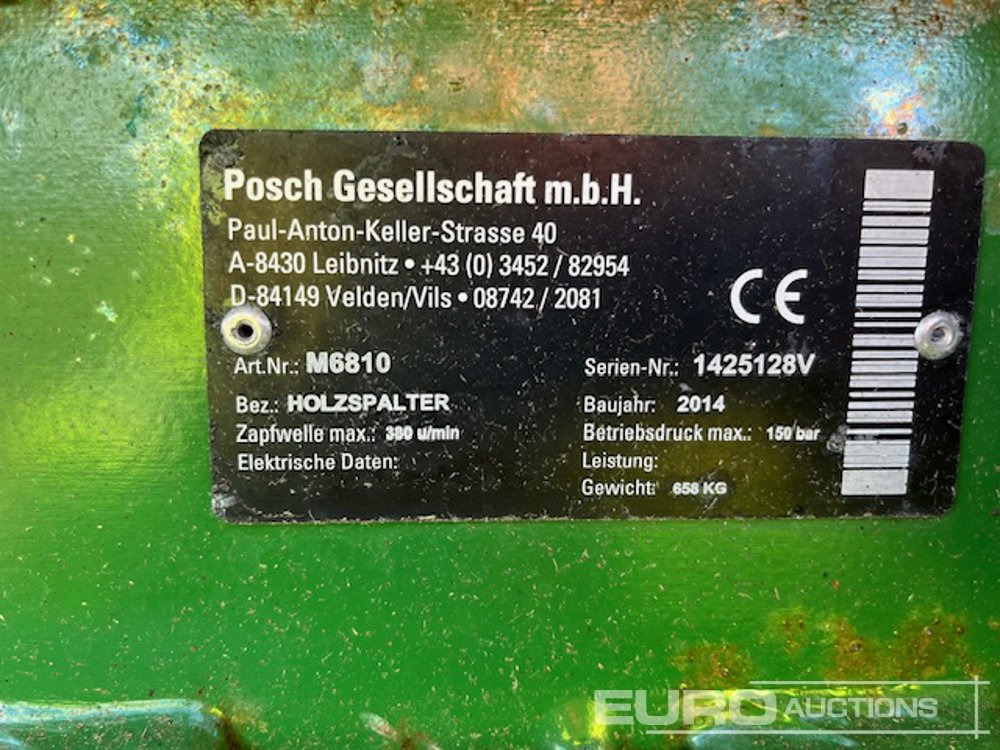 Posch Gesellschaft m.b.H.
Paul-Anton-Keller-Strasse 40
A-8430 Leibnitz • +43 (0) 3452 / 82954
D-84149 Velden/Vils • 08742 / 2081
CE
Art.Nr.: M6810
Serien-Nr.: 1425128V
Bez.: HOLZSPALTER
Baujahr: 2014
Zapfwelle max.: 380 u/min
Betriebsdruck max.: 150 bar
Elektrische Daten:
Leistung:
Gewicht: 658 KG
EURO AUCTIONS